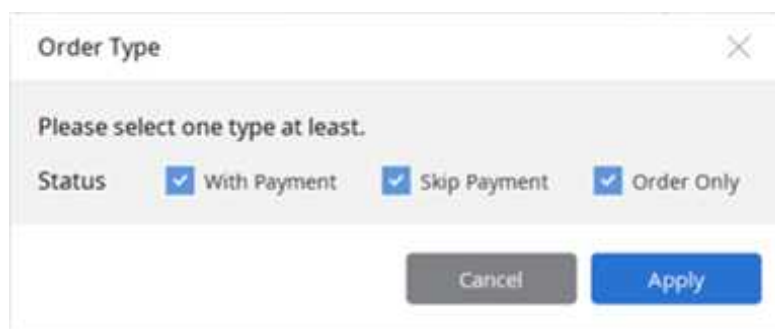 Order Type
Please select one type at least.
Status With Payment Skip Payment Order Only
Cancel Apply